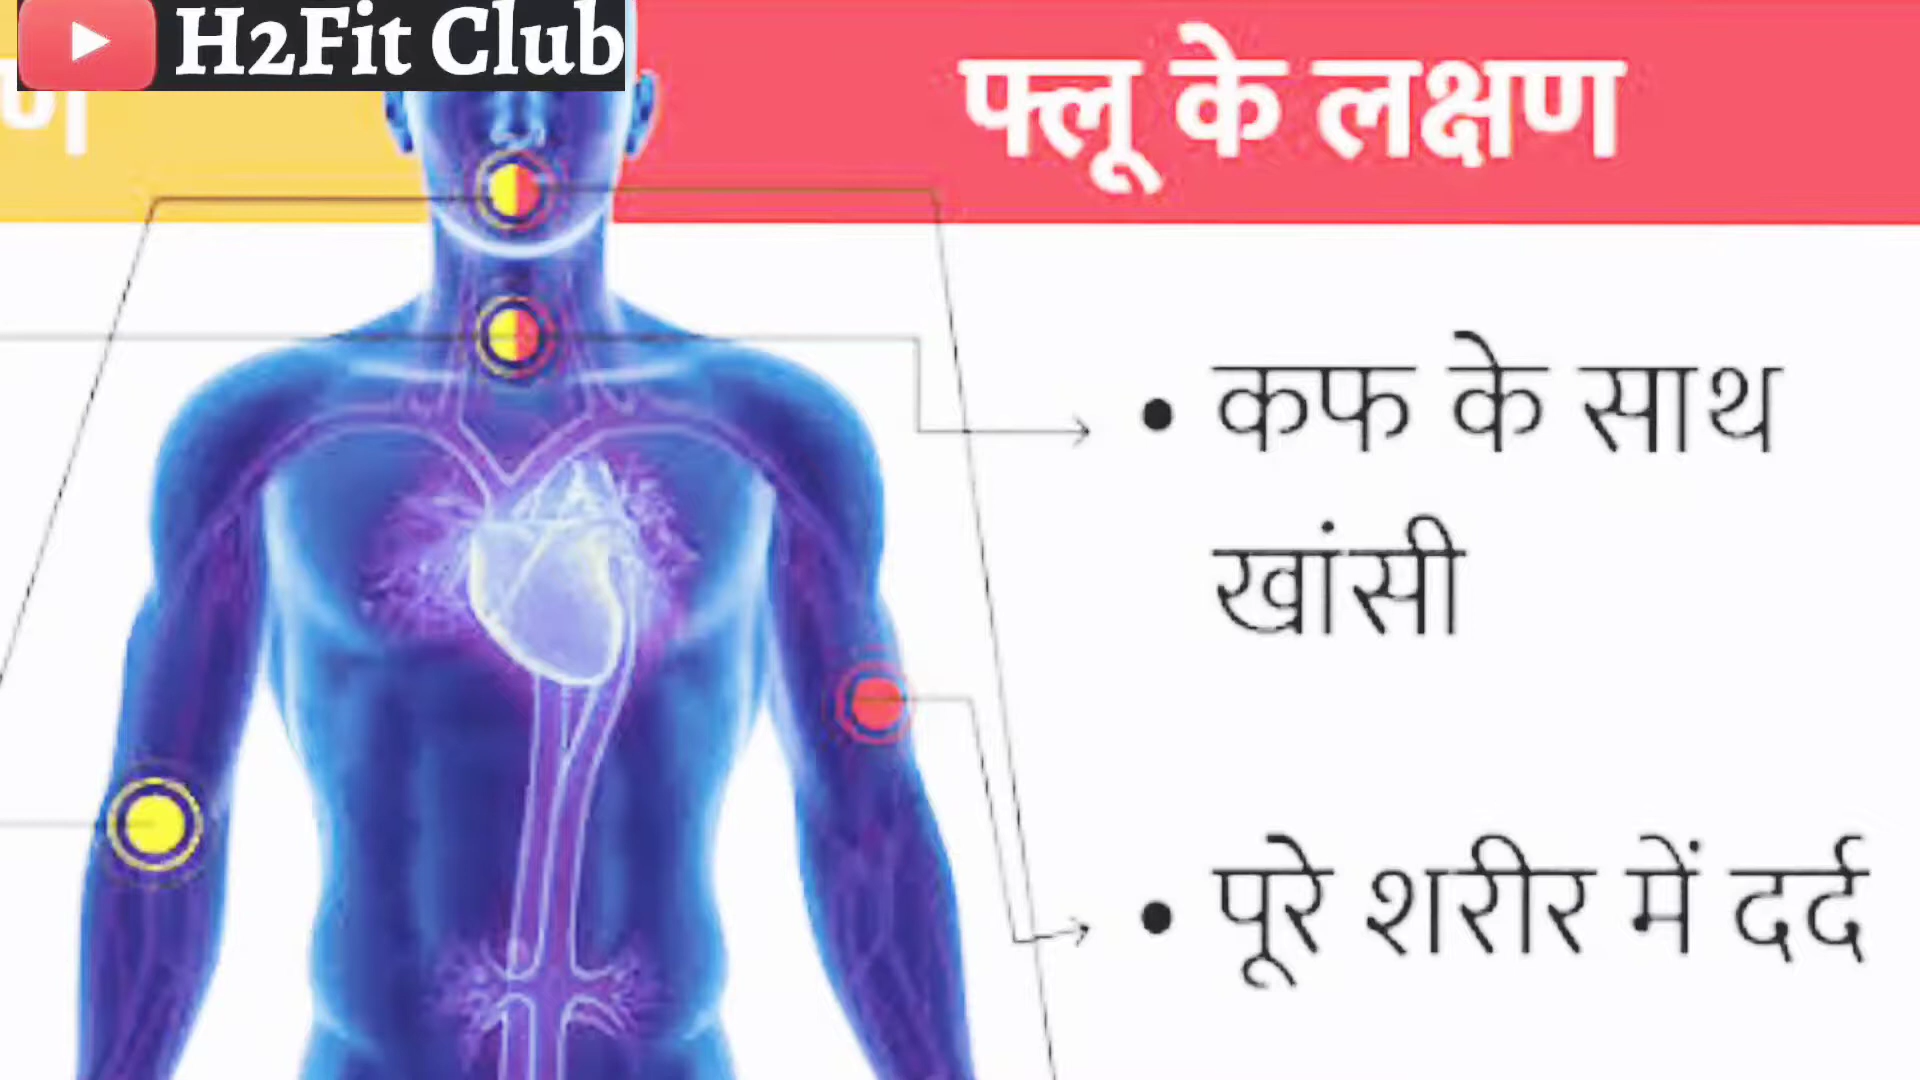 H2Fit Club
फ्लू के लक्षण
• कफ के साथ
खांसी
• पूरे शरीर में दर्द